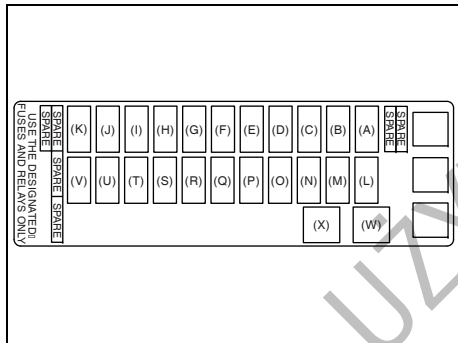 USE THE DESIGNATED
FUSES AND RELAYS ONLY
SPARE
SPARE SPARE SPARE
(K) (J) (I) (H) (G) (F) (E) (D) (C) (B) (A)
SPARE
SPARE
(V) (U) (T) (S) (R) (Q) (P) (O) (N) (M) (L)
(X) (W)